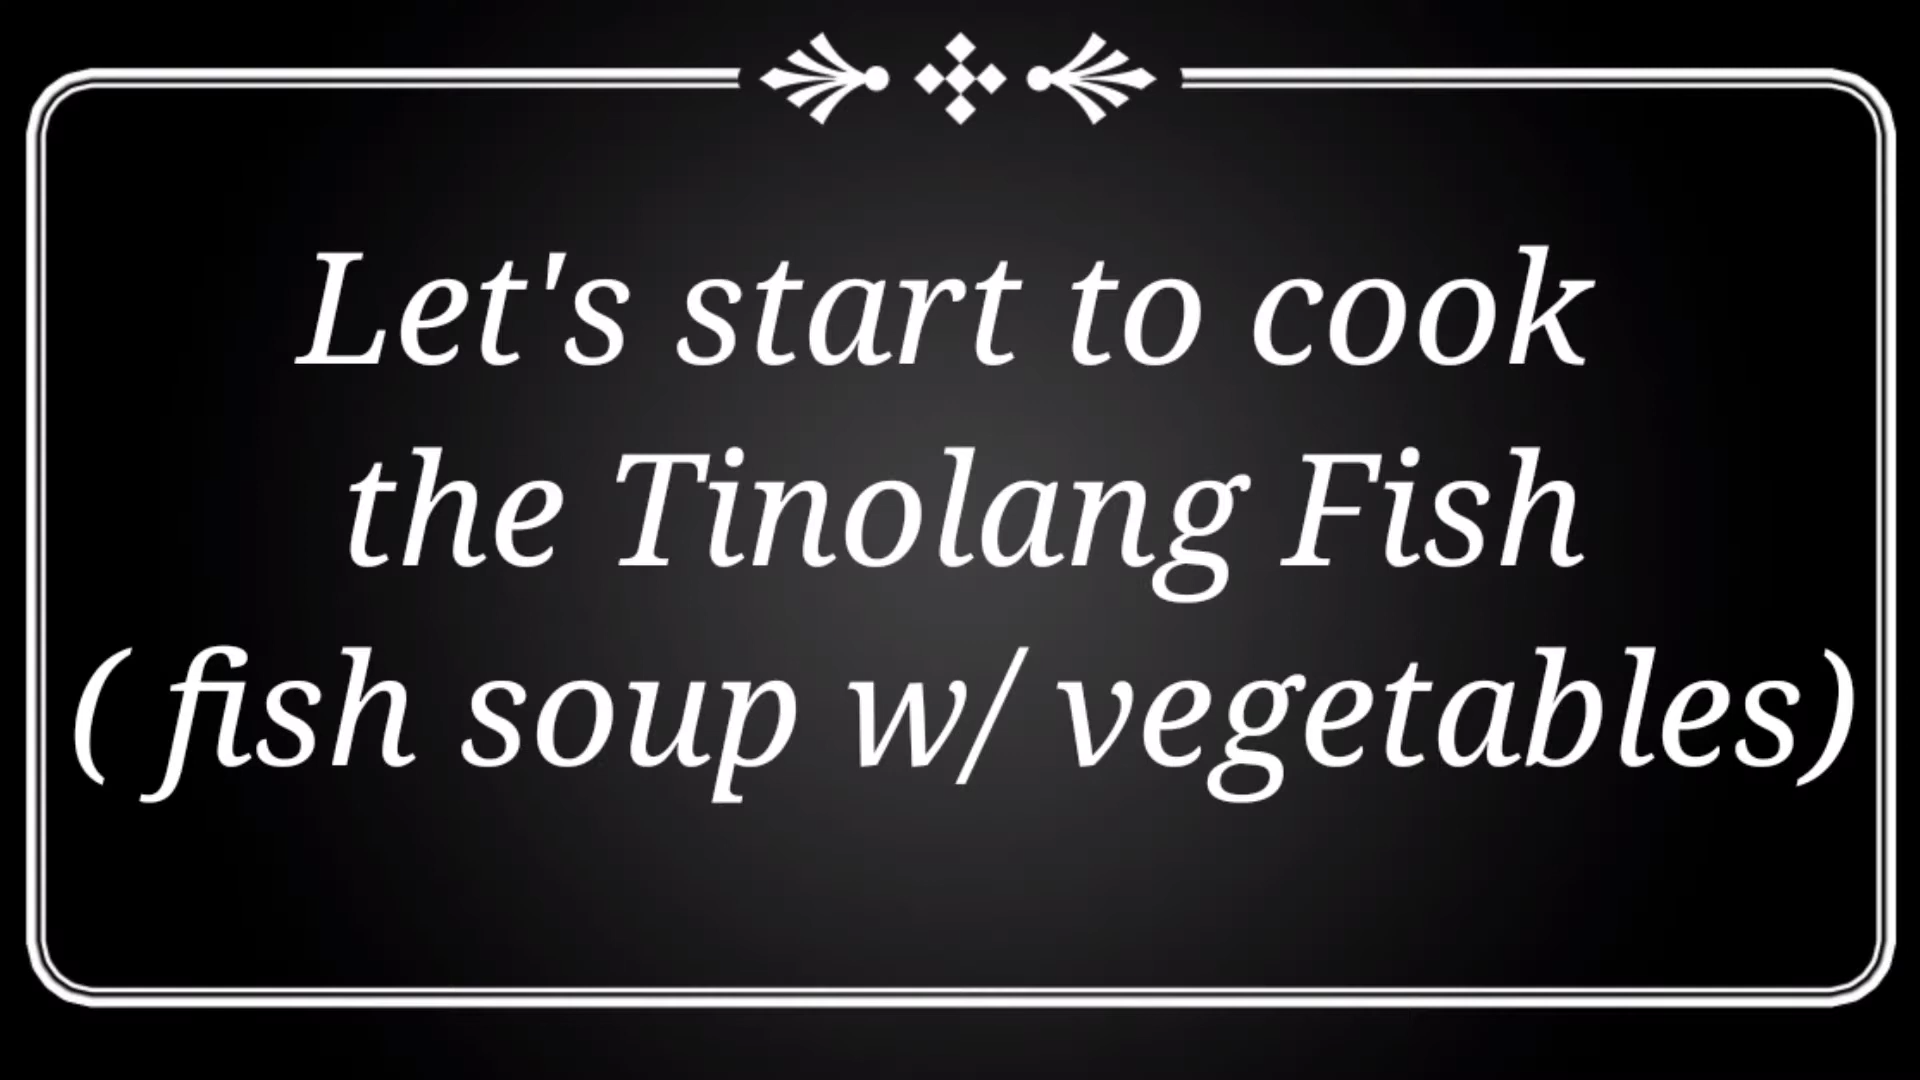 Let's start to cook
the Tinolang Fish
( fish soup w/ vegetables)